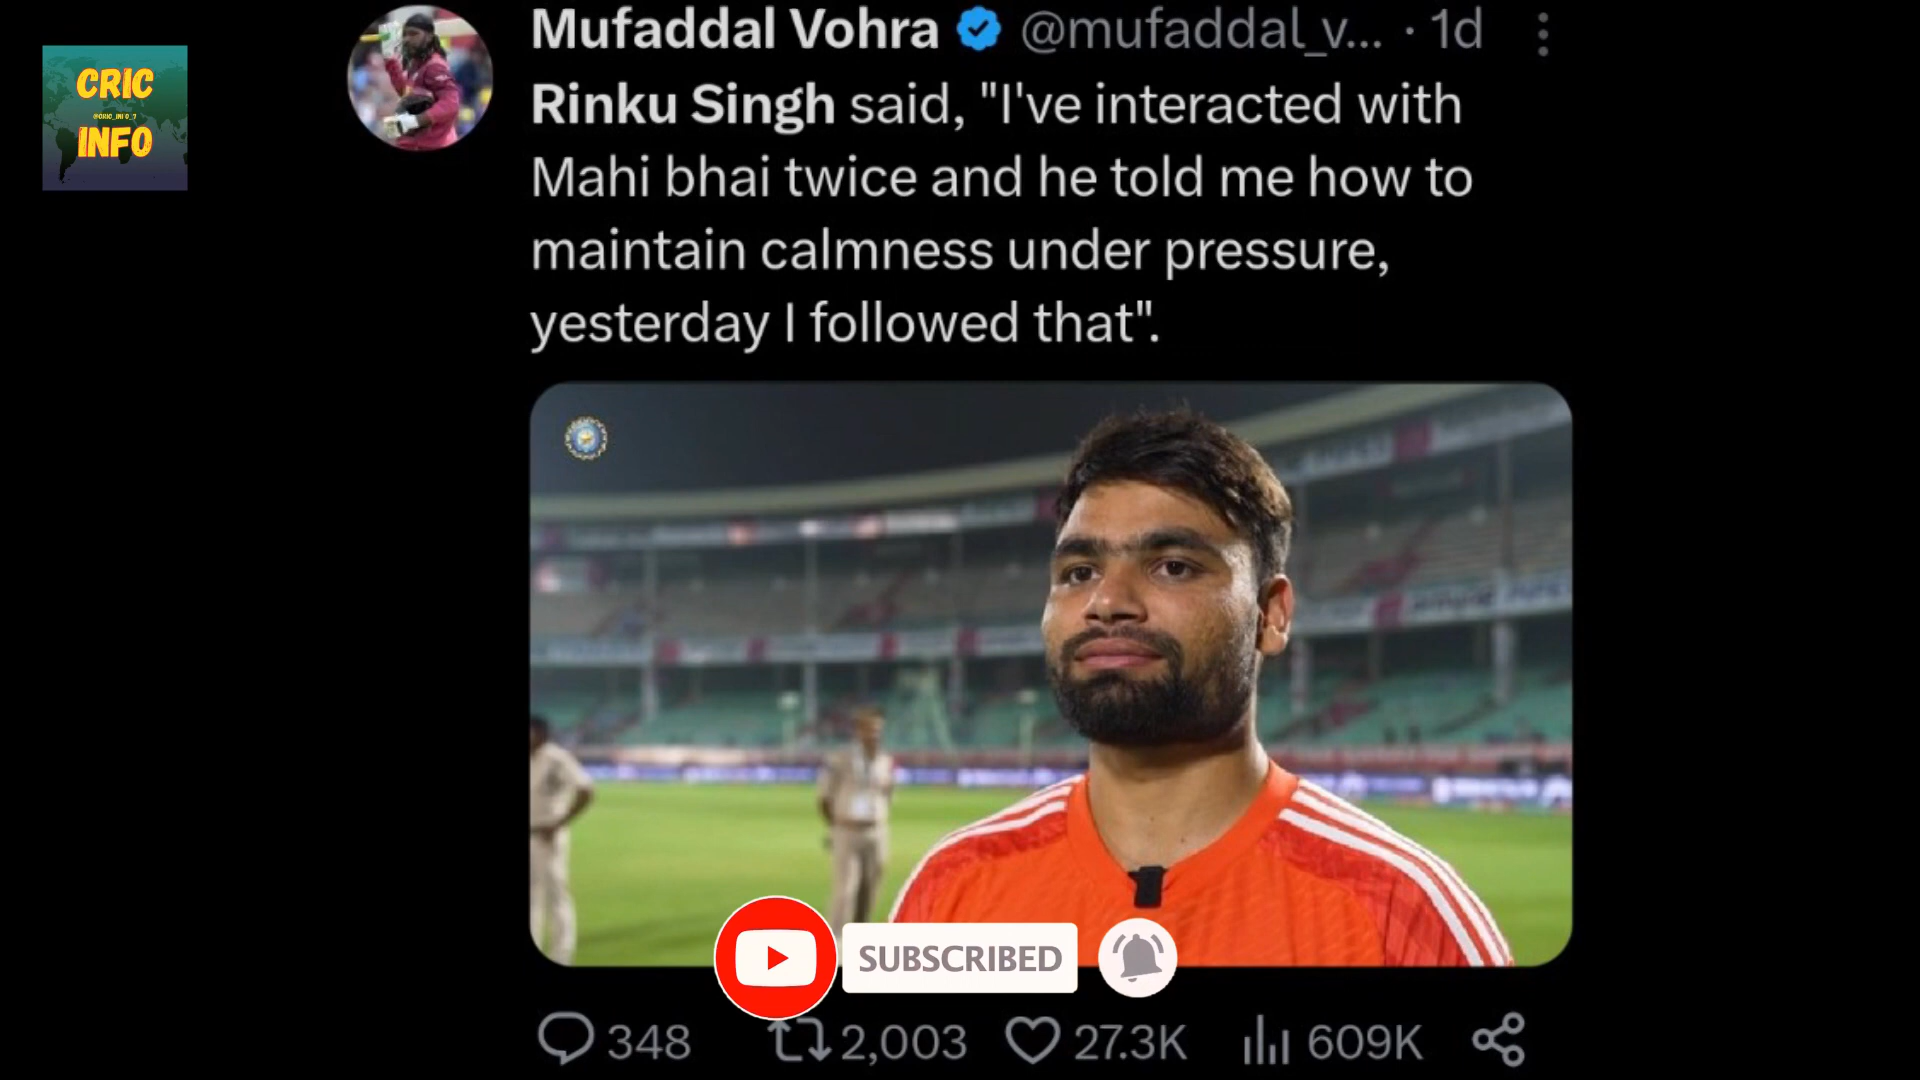 CRIC
@CRIC_INFO_7
INFO
Mufaddal Vohra @mufaddal_v... · 1d
Rinku Singh said, "I've interacted with
Mahi bhai twice and he told me how to
maintain calmness under pressure,
yesterday I followed that".
SUBSCRIBED
348 2,003 27.3K 609K